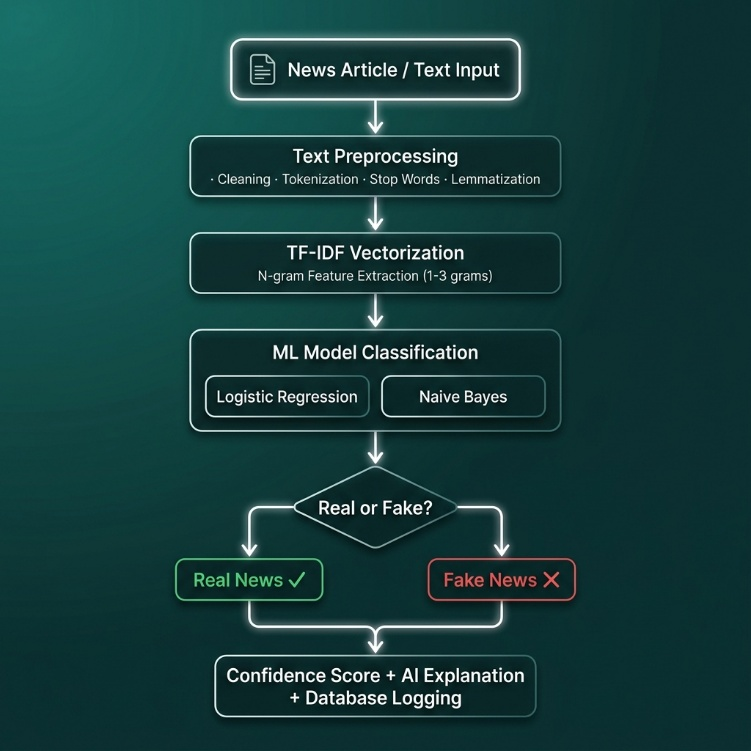 News Article / Text Input
Text Preprocessing
· Cleaning · Tokenization · Stop Words · Lemmatization
TF-IDF Vectorization
N-gram Feature Extraction (1-3 grams)
ML Model Classification
Logistic Regression
Naive Bayes
Real or Fake?
Real News ✓
Fake News ✕
Confidence Score + AI Explanation
+ Database Logging